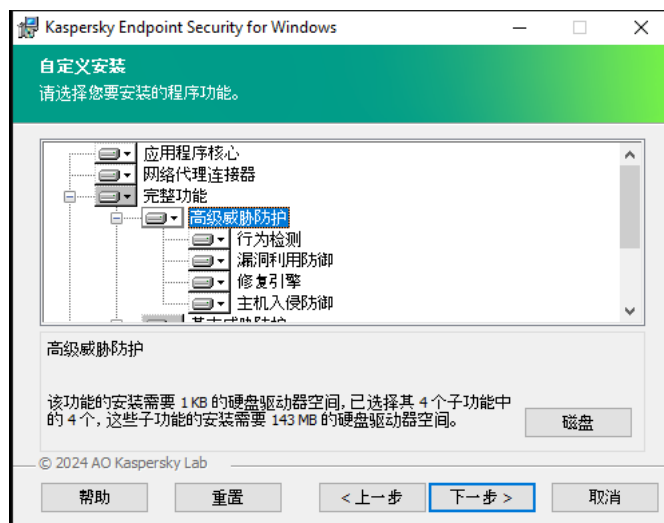 Kaspersky Endpoint Security for Windows
自定义安装
请选择您要安装的程序功能。
应用程序核心
网络代理连接器
完整功能
高级威胁防护
行为检测
漏洞利用防御
修复引擎
主机入侵防御
高级威胁防护
该功能的安装需要 1 KB 的硬盘驱动器空间, 已选择其 4 个子功能中
的 4 个, 这些子功能的安装需要 143 MB 的硬盘驱动器空间。
磁盘
© 2024 AO Kaspersky Lab
帮助
重置
< 上一步
下一步 >
取消